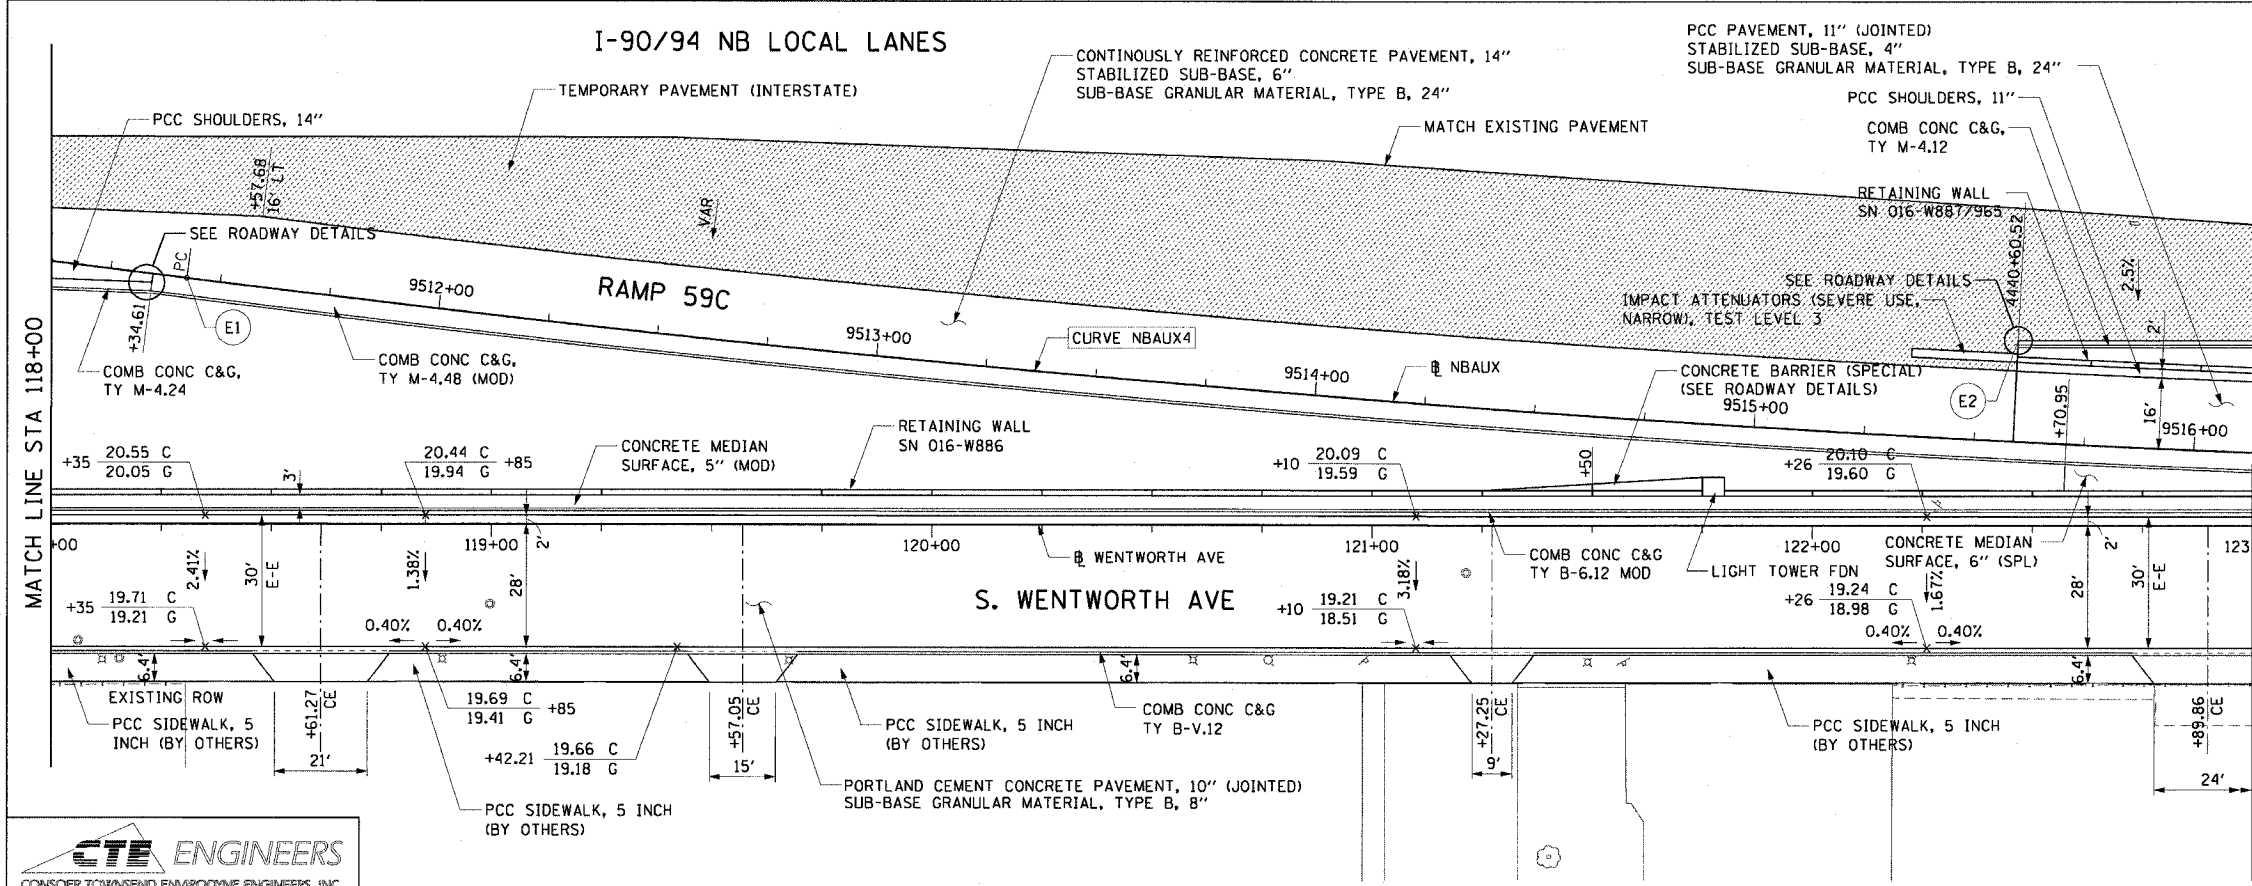 I-90/94 NB LOCAL LANES
TEMPORARY PAVEMENT (INTERSTATE)
PCC SHOULDERS, 14"
CONTINOUSLY REINFORCED CONCRETE PAVEMENT, 14"
STABILIZED SUB-BASE, 6"
SUB-BASE GRANULAR MATERIAL, TYPE B, 24"
MATCH EXISTING PAVEMENT
PCC PAVEMENT, 11" (JOINTED)
STABILIZED SUB-BASE, 4"
SUB-BASE GRANULAR MATERIAL, TYPE B, 24"
PCC SHOULDERS, 11"
COMB CONC C&G,
TY M-4.12
RETAINING WALL
SN 016-W887/965
+57.68
16' LT
VAR
SEE ROADWAY DETAILS
PC
+34.61
E1
9512+00
RAMP 59C
9513+00
CURVE NBAUX4
9514+00
℄ NBAUX
4440+60.52
2.5%
2'
SEE ROADWAY DETAILS
IMPACT ATTENUATORS (SEVERE USE,
NARROW), TEST LEVEL 3
CONCRETE BARRIER (SPECIAL)
(SEE ROADWAY DETAILS)
9515+00
E2
+70.95
16'
9516+00
COMB CONC C&G,
TY M-4.24
COMB CONC C&G,
TY M-4.48 (MOD)
MATCH LINE STA 118+00
+35 20.55 C
20.05 G
3'
20.44 C +85
19.94 G
CONCRETE MEDIAN
SURFACE, 5" (MOD)
RETAINING WALL
SN 016-W886
+10 20.09 C
19.59 G
+50
+26 20.10 C
19.60 G
+00
119+00
2'
120+00
℄ WENTWORTH AVE
121+00
COMB CONC C&G
TY B-6.12 MOD
LIGHT TOWER FDN
122+00
CONCRETE MEDIAN
SURFACE, 6" (SPL)
2'
123
2.41%
30'
E-E
1.38%
28'
S. WENTWORTH AVE
3.18%
1.67%
28'
30'
E-E
+35 19.71 C
19.21 G
0.40% 0.40%
+10 19.21 C
18.51 G
+26 19.24 C
18.98 G
0.40% 0.40%
6.4'
6.4'
6.4'
6.4'
EXISTING ROW
PCC SIDEWALK, 5
INCH (BY OTHERS)
+61.27
CE
21'
19.69 C +85
19.41 G
+42.21 19.66 C
19.18 G
PCC SIDEWALK, 5 INCH
(BY OTHERS)
+57.05
CE
15'
PCC SIDEWALK, 5 INCH
(BY OTHERS)
PORTLAND CEMENT CONCRETE PAVEMENT, 10" (JOINTED)
SUB-BASE GRANULAR MATERIAL, TYPE B, 8"
COMB CONC C&G
TY B-V.12
+27.25
CE
9'
PCC SIDEWALK, 5 INCH
(BY OTHERS)
+89.86
CE
24'
CTE ENGINEERS
CONSOER TOWNSEND ENVIRODYNE ENGINEERS, INC.